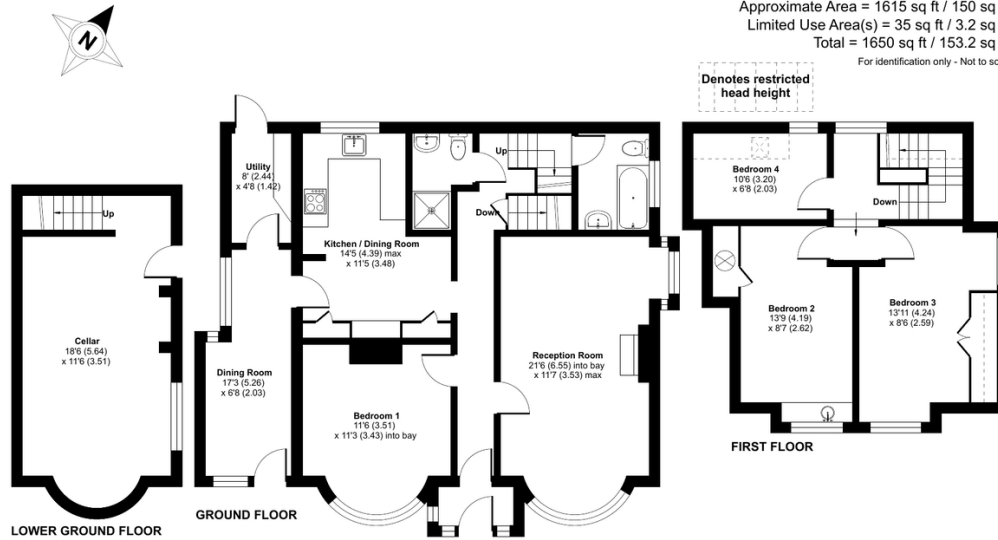 Approximate Area = 1615 sq ft / 150 sq
Limited Use Area(s) = 35 sq ft / 3.2 sq
Total = 1650 sq ft / 153.2 sq
For identification only - Not to sc
N
Denotes restricted
head height
Utility
8' (2.44)
x 4'8 (1.42)
Up
Up
Down
Kitchen / Dining Room
14'5 (4.39) max
x 11'5 (3.48)
Bedroom 4
10'6 (3.20)
x 6'8 (2.03)
Down
Cellar
18'6 (5.64)
x 11'6 (3.51)
Dining Room
17'3 (5.26)
x 6'8 (2.03)
Bedroom 1
11'6 (3.51)
x 11'3 (3.43) into bay
Reception Room
21'6 (6.55) into bay
x 11'7 (3.53) max
Bedroom 2
13'9 (4.19)
x 8'7 (2.62)
Bedroom 3
13'11 (4.24)
x 8'6 (2.59)
FIRST FLOOR
GROUND FLOOR
LOWER GROUND FLOOR